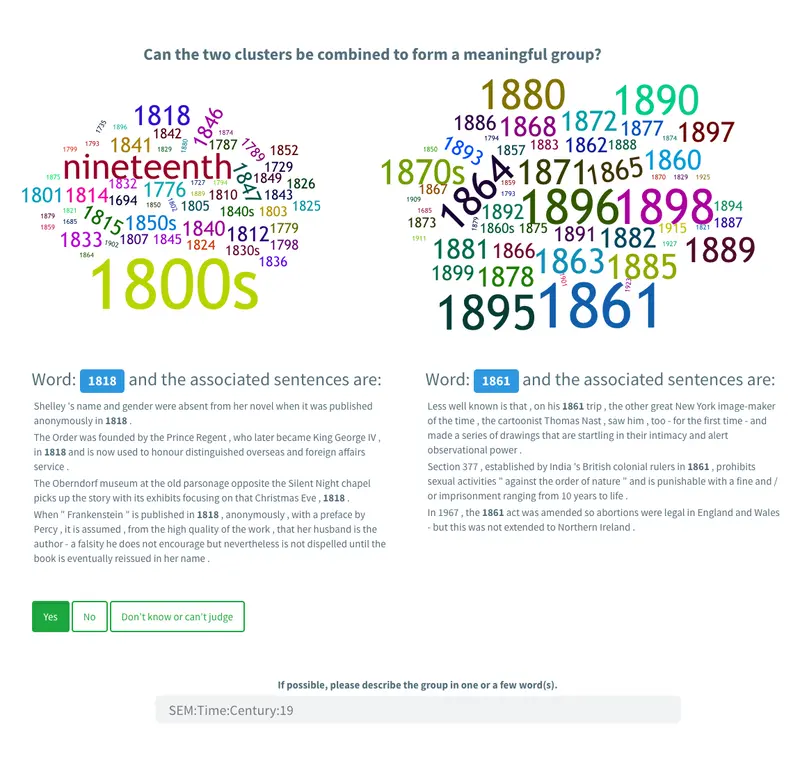 Can the two clusters be combined to form a meaningful group?
1818
1846
1735
1896
1880
1874
1842
1799
1793
1841
1829
1787
1789
1852
nineteenth
1729
1875
1832
1776
1727
1794
1847
1849
1826
1801
1814
1694
1889
1810
1843
1850
1802
1805
1840s
1803
1825
1821
1879
1685
1815
1850s
1840
1812
1779
1859
1833
1902
1807
1845
1824
1830s
1798
1864
1836
1800s
1880
1890
1886
1868
1872
1877
1897
1794
1883
1862
1888
1874
1850
1893
1857
1860
1870s
1864
1871
1865
1867
1859
1870
1829
1925
1793
1909
1896
1898
1685
1892
1894
1873
1879
1860s
1875
1915
1821
1887
1911
1891
1882
1927
1881
1866
1889
1863
1885
1899
1878
1895
1861
Word: 1818 and the associated sentences are:
Shelley 's name and gender were absent from her novel when it was published
anonymously in 1818 .
The Order was founded by the Prince Regent , who later became King George IV ,
in 1818 and is now used to honour distinguished overseas and foreign affairs
service .
The Oberndorf museum at the old parsonage opposite the Silent Night chapel
picks up the story with its exhibits focusing on that Christmas Eve , 1818 .
When " Frankenstein " is published in 1818 , anonymously , with a preface by
Percy , it is assumed , from the high quality of the work , that her husband is the
author - a falsity he does not encourage but nevertheless is not dispelled until the
book is eventually reissued in her name .
Word: 1861 and the associated sentences are:
Less well known is that , on his 1861 trip , the other great New York image-maker
of the time , the cartoonist Thomas Nast , saw him , too - for the first time - and
made a series of drawings that are startling in their intimacy and alert
observational power .
Section 377 , established by India 's British colonial rulers in 1861 , prohibits
sexual activities " against the order of nature " and is punishable with a fine and /
or imprisonment ranging from 10 years to life .
In 1967 , the 1861 act was amended so abortions were legal in England and Wales
- but this was not extended to Northern Ireland .
Yes
No
Don't know or can't judge
If possible, please describe the group in one or a few word(s).
SEM:Time:Century:19